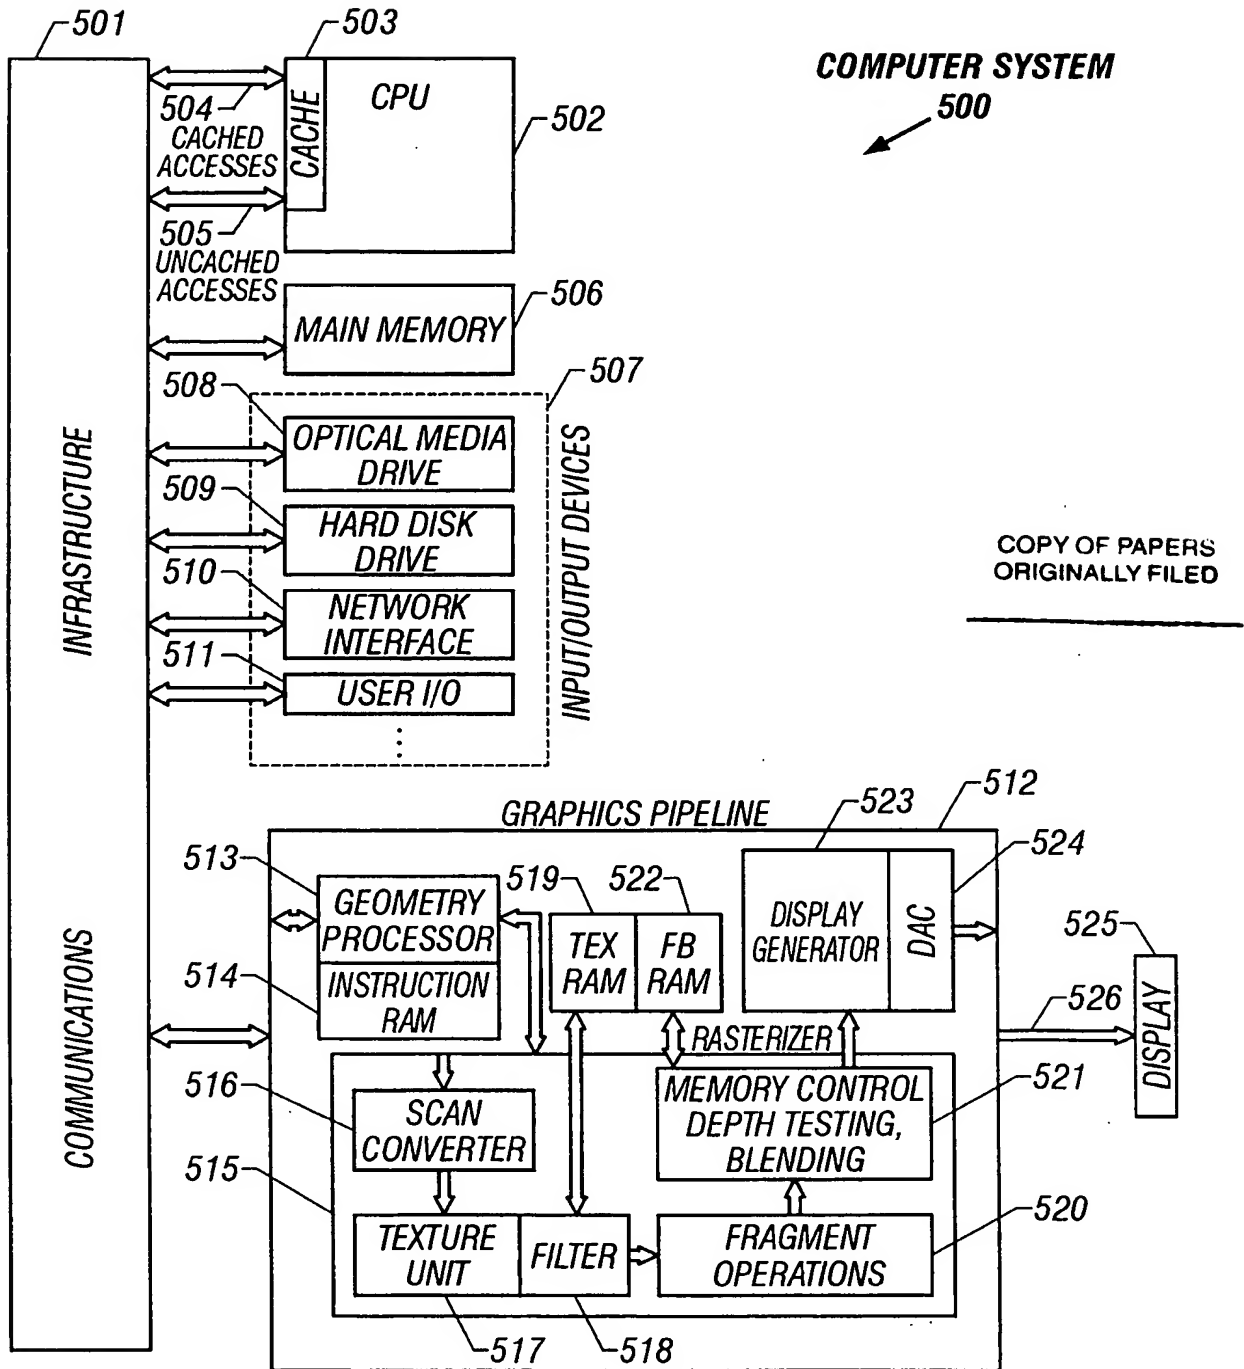 501
503
COMPUTER SYSTEM
500
504
CACHED
ACCESSES
CACHE
CPU
502
505
UNCACHED
ACCESSES
506
MAIN MEMORY
507
508
OPTICAL MEDIA
DRIVE
509
HARD DISK
DRIVE
510
NETWORK
INTERFACE
511
USER I/O
INPUT/OUTPUT DEVICES
COMMUNICATIONS INFRASTRUCTURE
COPY OF PAPERS
ORIGINALLY FILED
GRAPHICS PIPELINE
512
513
GEOMETRY
PROCESSOR
514
INSTRUCTION
RAM
519
TEX
RAM
522
FB
RAM
523
DISPLAY
GENERATOR
524
DAC
525
DISPLAY
526
RASTERIZER
516
SCAN
CONVERTER
MEMORY CONTROL
DEPTH TESTING,
BLENDING
521
515
TEXTURE
UNIT
FILTER
FRAGMENT
OPERATIONS
520
517
518